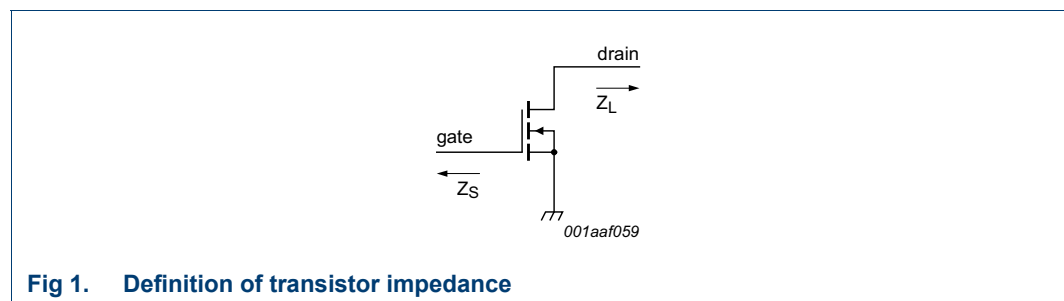 drain
Z_L
gate
Z_S
001aaf059
Fig 1. Definition of transistor impedance